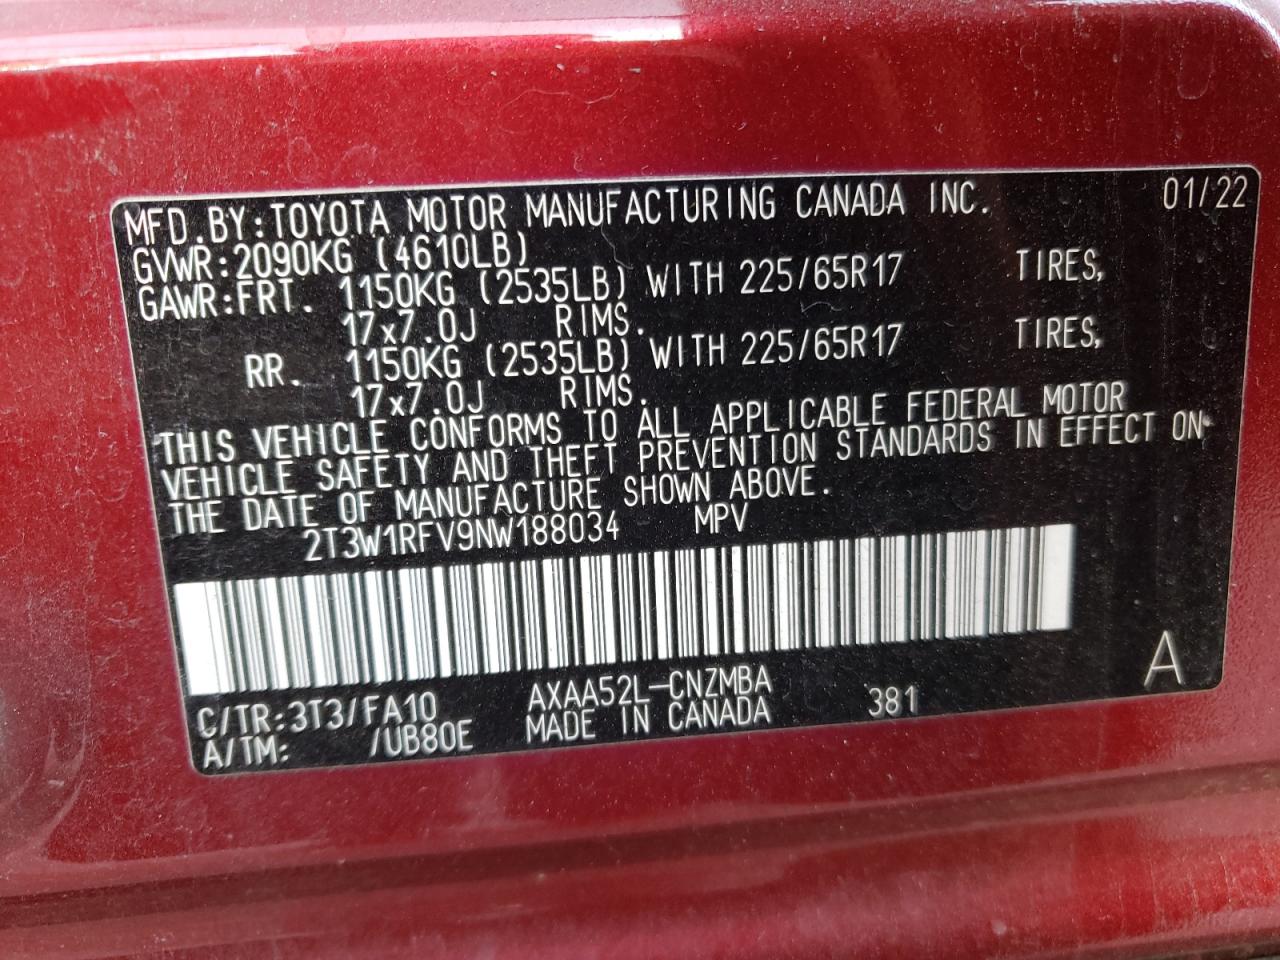 MFD.BY:TOYOTA MOTOR MANUFACTURING CANADA INC. 01/22
GVWR:2090KG (4610LB)
GAWR:FRT. 1150KG (2535LB) WITH 225/65R17 TIRES,
17x7.0J RIMS.
RR. 1150KG (2535LB) WITH 225/65R17 TIRES,
17x7.0J RIMS.
THIS VEHICLE CONFORMS TO ALL APPLICABLE FEDERAL MOTOR
VEHICLE SAFETY AND THEFT PREVENTION STANDARDS IN EFFECT ON
THE DATE OF MANUFACTURE SHOWN ABOVE.
2T3W1RFV9NW188034 MPV
C/TR:3T3/FA10 AXAA52L-CNZMBA 381 A
A/TM: /UB80E MADE IN CANADA